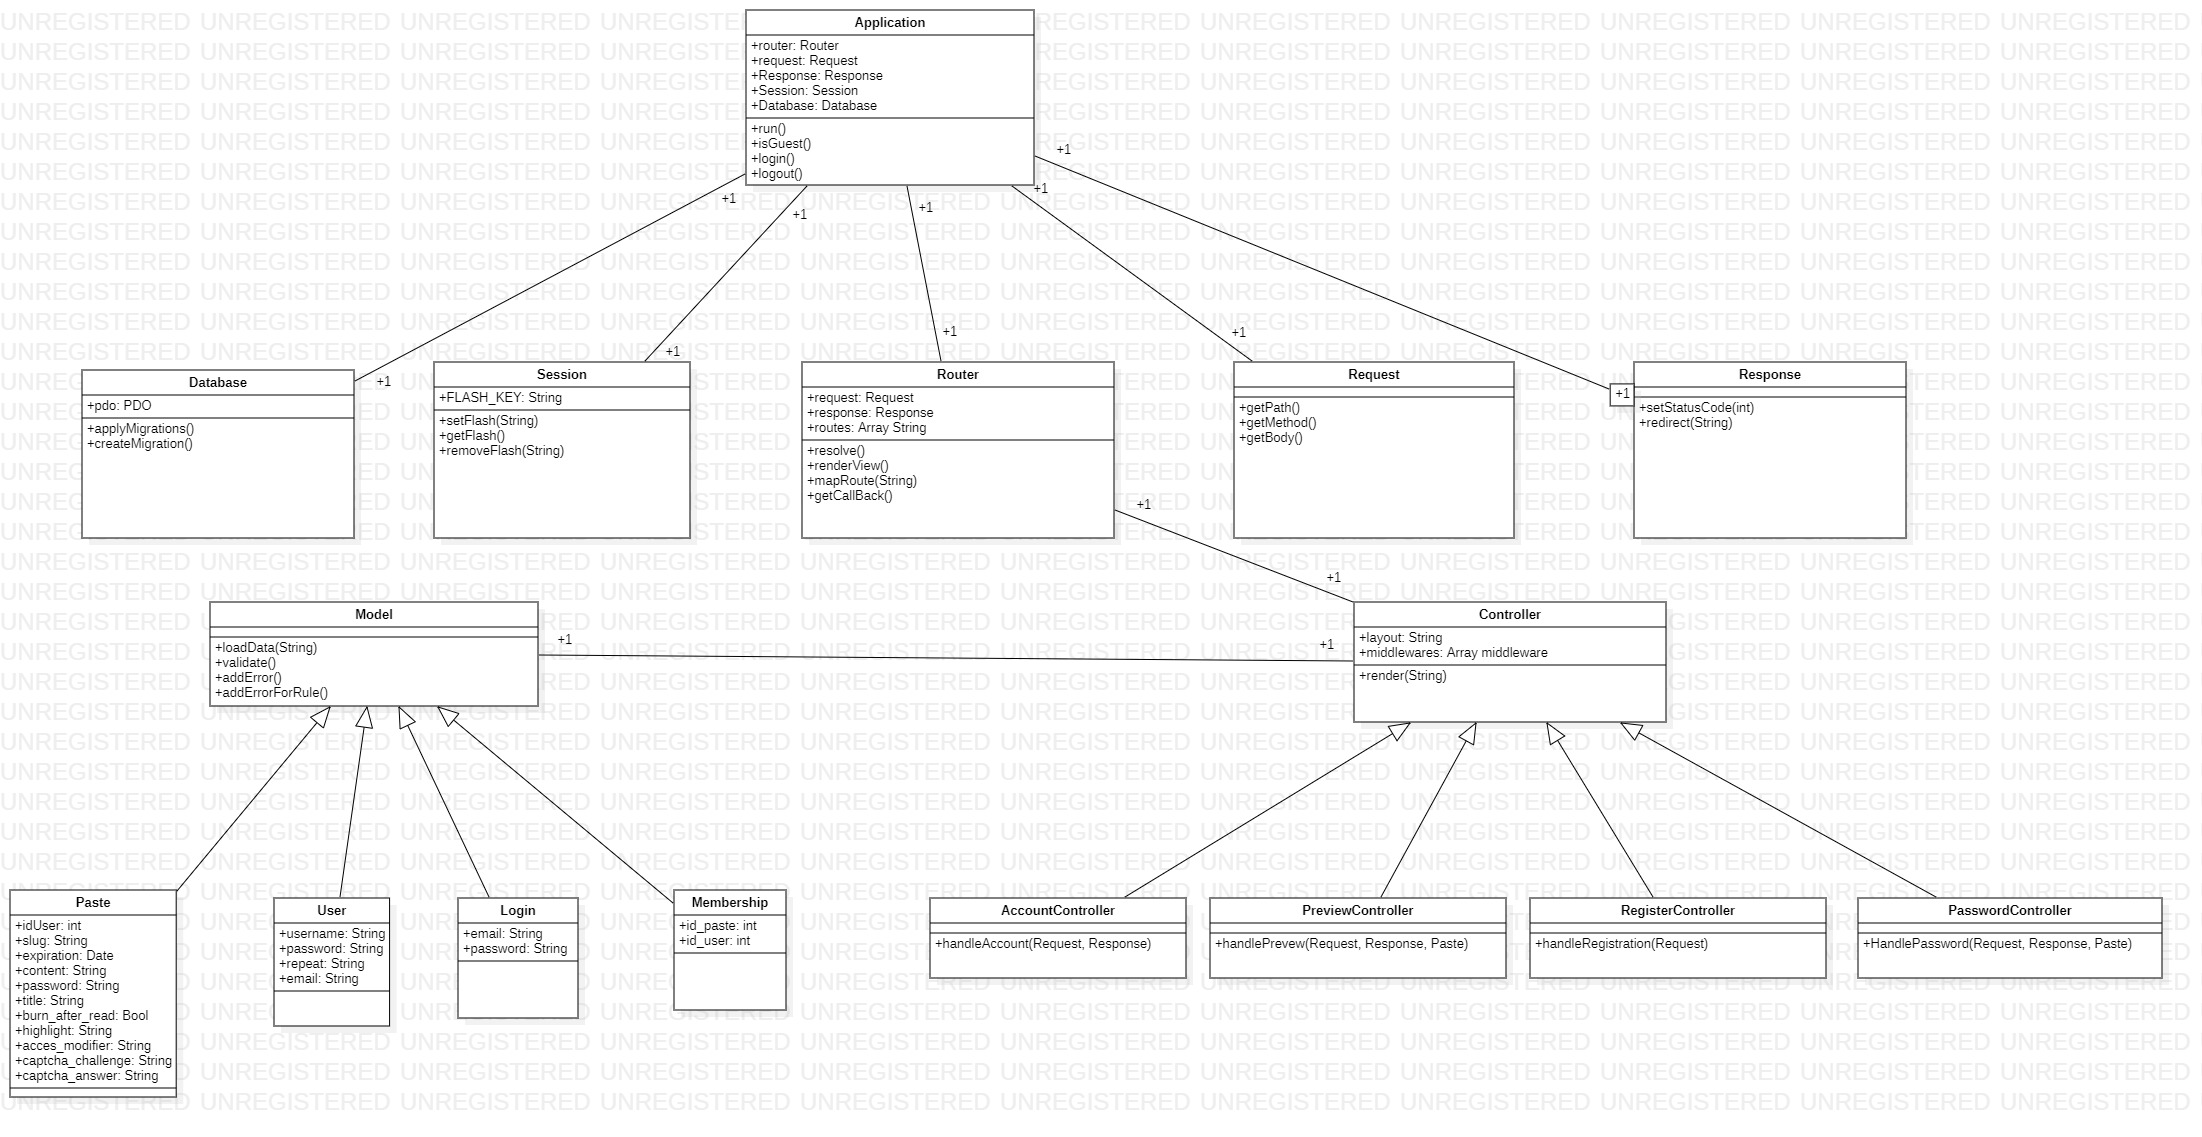 Application
+router: Router
+request: Request
+Response: Response
+Session: Session
+Database: Database
+run()
+isGuest()
+login()
+logout()
+1
+1
+1
+1
+1
+1
+1
+1
+1
+1
Database
+pdo: PDO
+applyMigrations()
+createMigration()
Session
+FLASH_KEY: String
+setFlash(String)
+getFlash()
+removeFlash(String)
Router
+request: Request
+response: Response
+routes: Array String
+resolve()
+renderView()
+mapRoute(String)
+getCallBack()
Request
+getPath()
+getMethod()
+getBody()
Response
+setStatusCode(int)
+redirect(String)
+1
+1
Model
+loadData(String)
+validate()
+addError()
+addErrorForRule()
+1
+1
Controller
+layout: String
+middlewares: Array middleware
+render(String)
Paste
+idUser: int
+slug: String
+expiration: Date
+content: String
+password: String
+title: String
+burn_after_read: Bool
+highlight: String
+acces_modifier: String
+captcha_challenge: String
+captcha_answer: String
User
+username: String
+password: String
+repeat: String
+email: String
Login
+email: String
+password: String
Membership
+id_paste: int
+id_user: int
AccountController
+handleAccount(Request, Response)
PreviewController
+handlePrevew(Request, Response, Paste)
RegisterController
+handleRegistration(Request)
PasswordController
+HandlePassword(Request, Response, Paste)
UNREGISTERED